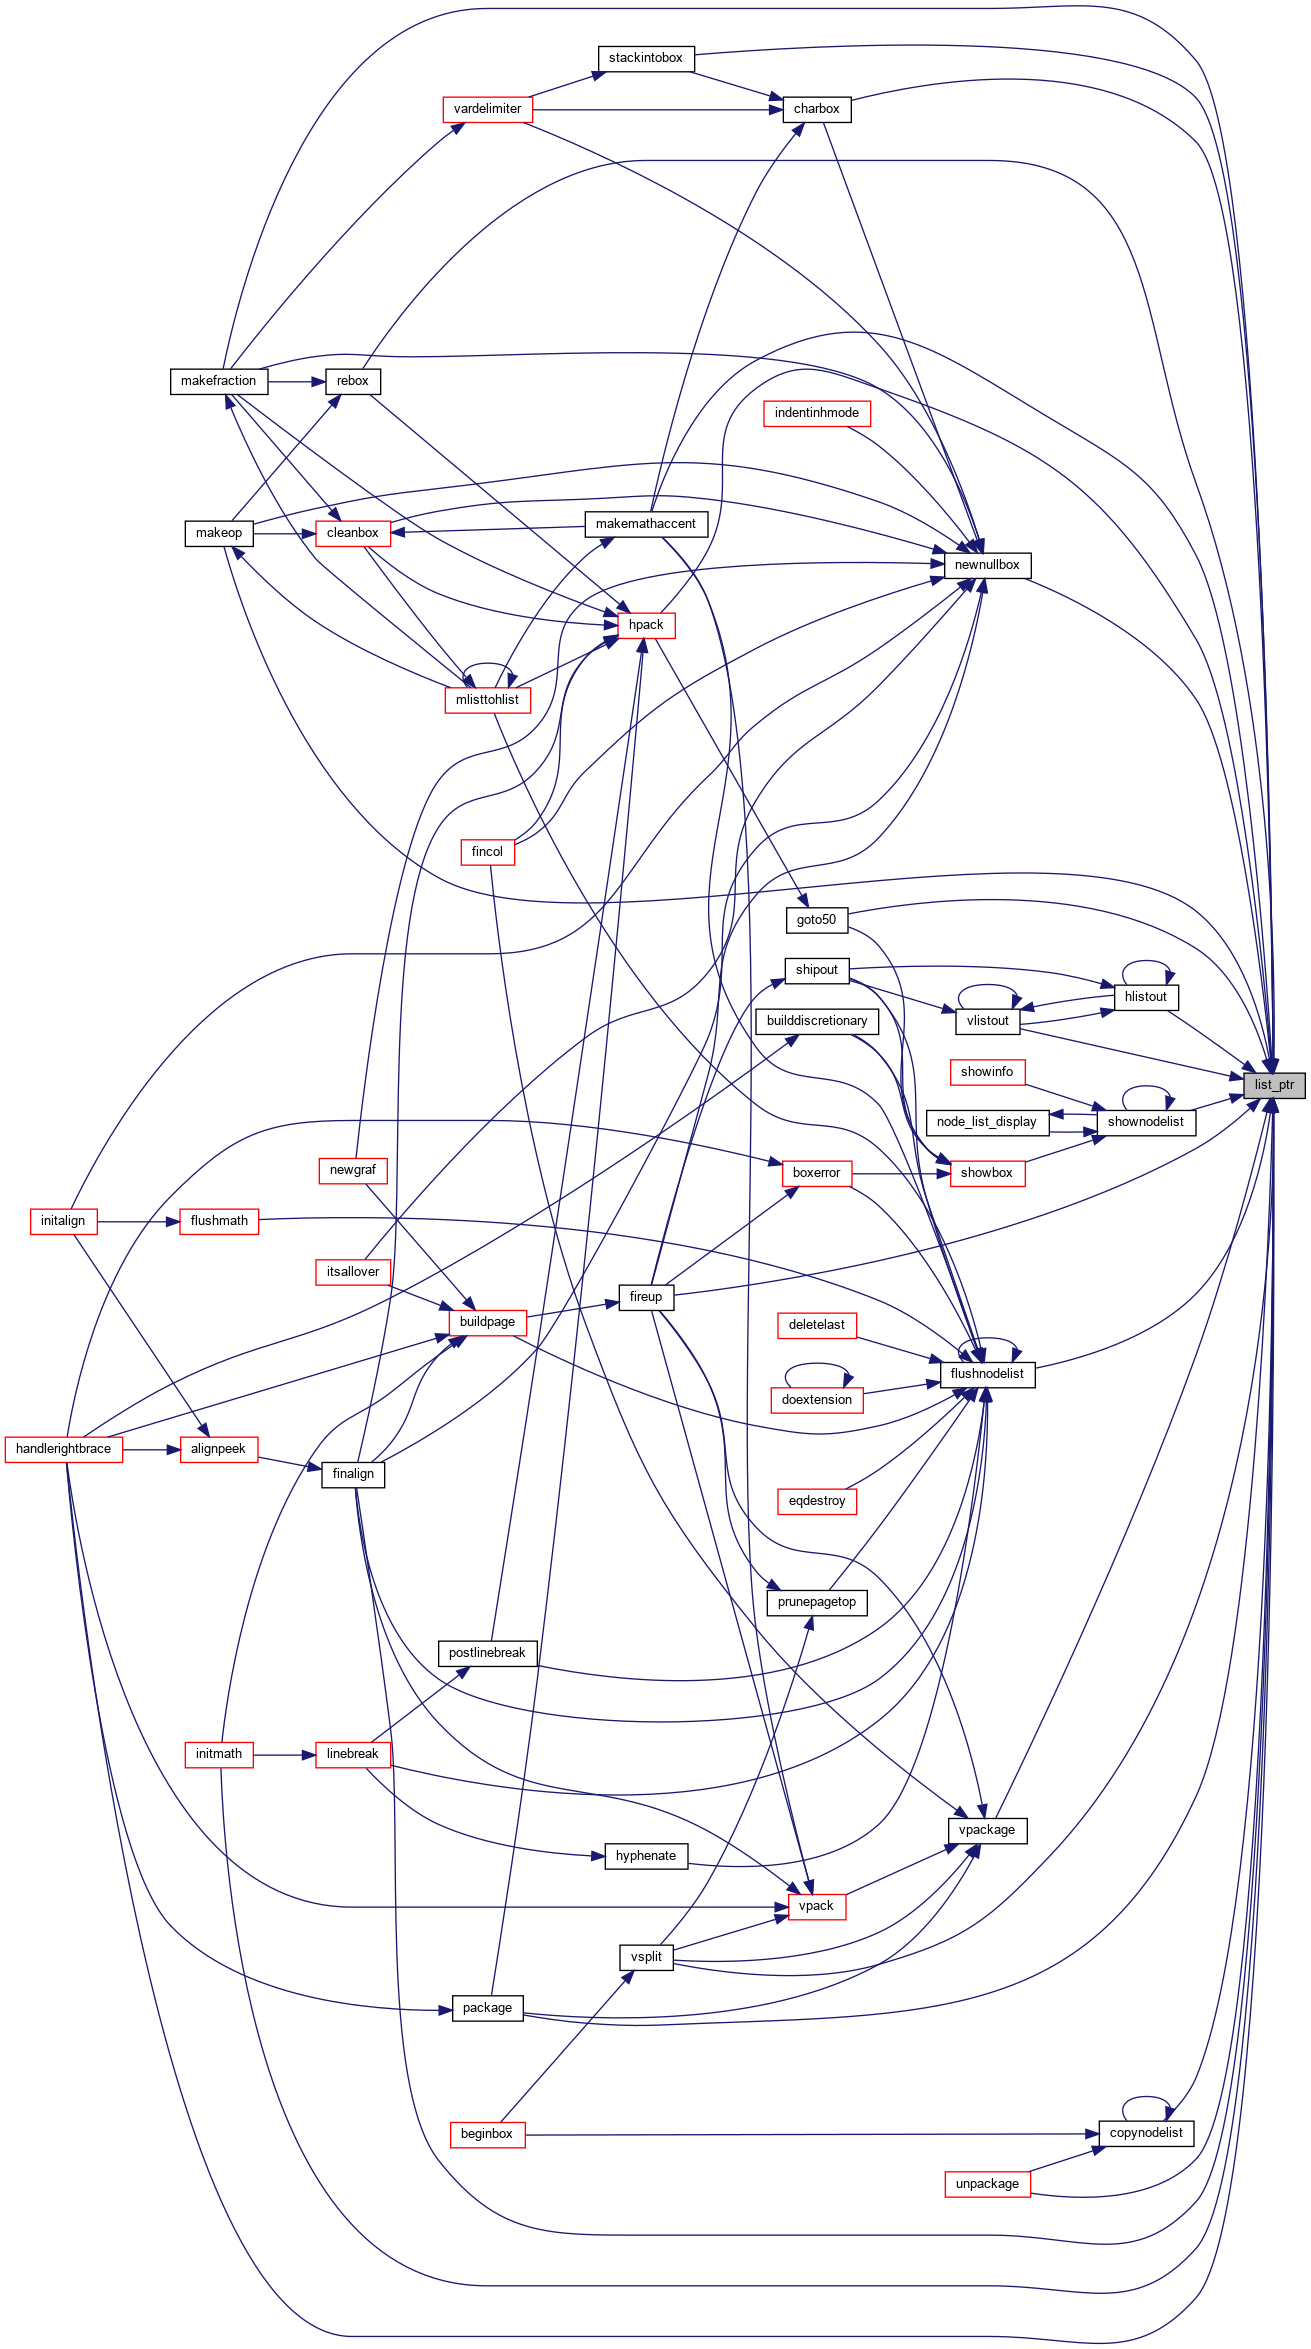 stackintobox
vardelimiter
charbox
makefraction
rebox
indentinhmode
makeop
cleanbox
makemathaccent
newnullbox
hpack
mlisttohlist
fincol
goto50
shipout
hlistout
vlistout
builddiscretionary
showinfo
list_ptr
node_list_display
shownodelist
newgraf
boxerror
showbox
initalign
flushmath
itsallover
fireup
buildpage
deletelast
flushnodelist
doextension
handlerightbrace
alignpeek
finalign
eqdestroy
prunepagetop
postlinebreak
initmath
linebreak
vpackage
hyphenate
vpack
vsplit
package
beginbox
copynodelist
unpackage